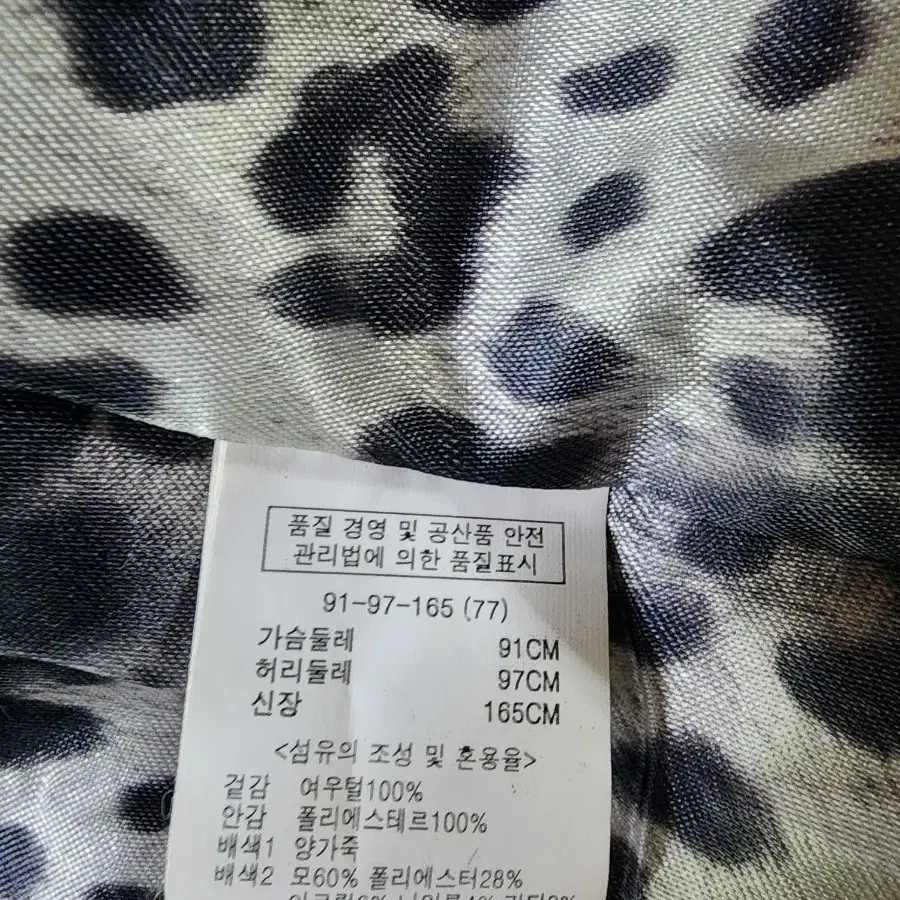 품질 경영 및 공산품 안전
관리법에 의한 품질표시
91-97-165 (77)
가슴둘레 91CM
허리둘레 97CM
신장 165CM
<섬유의 조성 및 혼용율>
겉감 여우털100%
안감 폴리에스테르100%
배색1 양가죽
배색2 모60% 폴리에스터28%